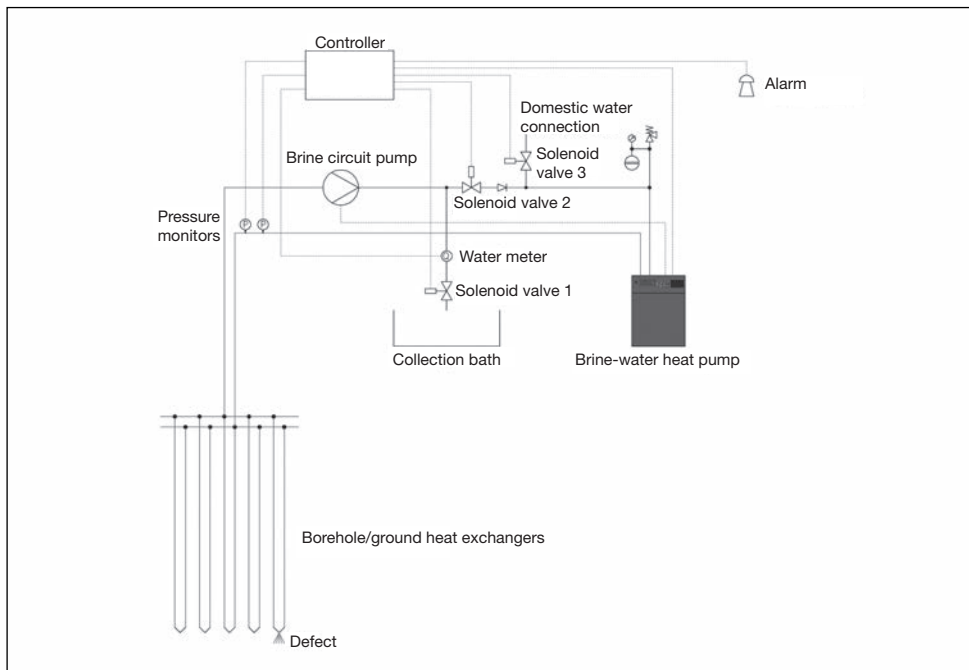 Controller
Alarm
Domestic water
connection
Brine circuit pump
Solenoid
valve 3
Solenoid valve 2
Pressure
monitors
P
P
Water meter
Solenoid valve 1
Collection bath
Brine-water heat pump
Borehole/ground heat exchangers
Defect